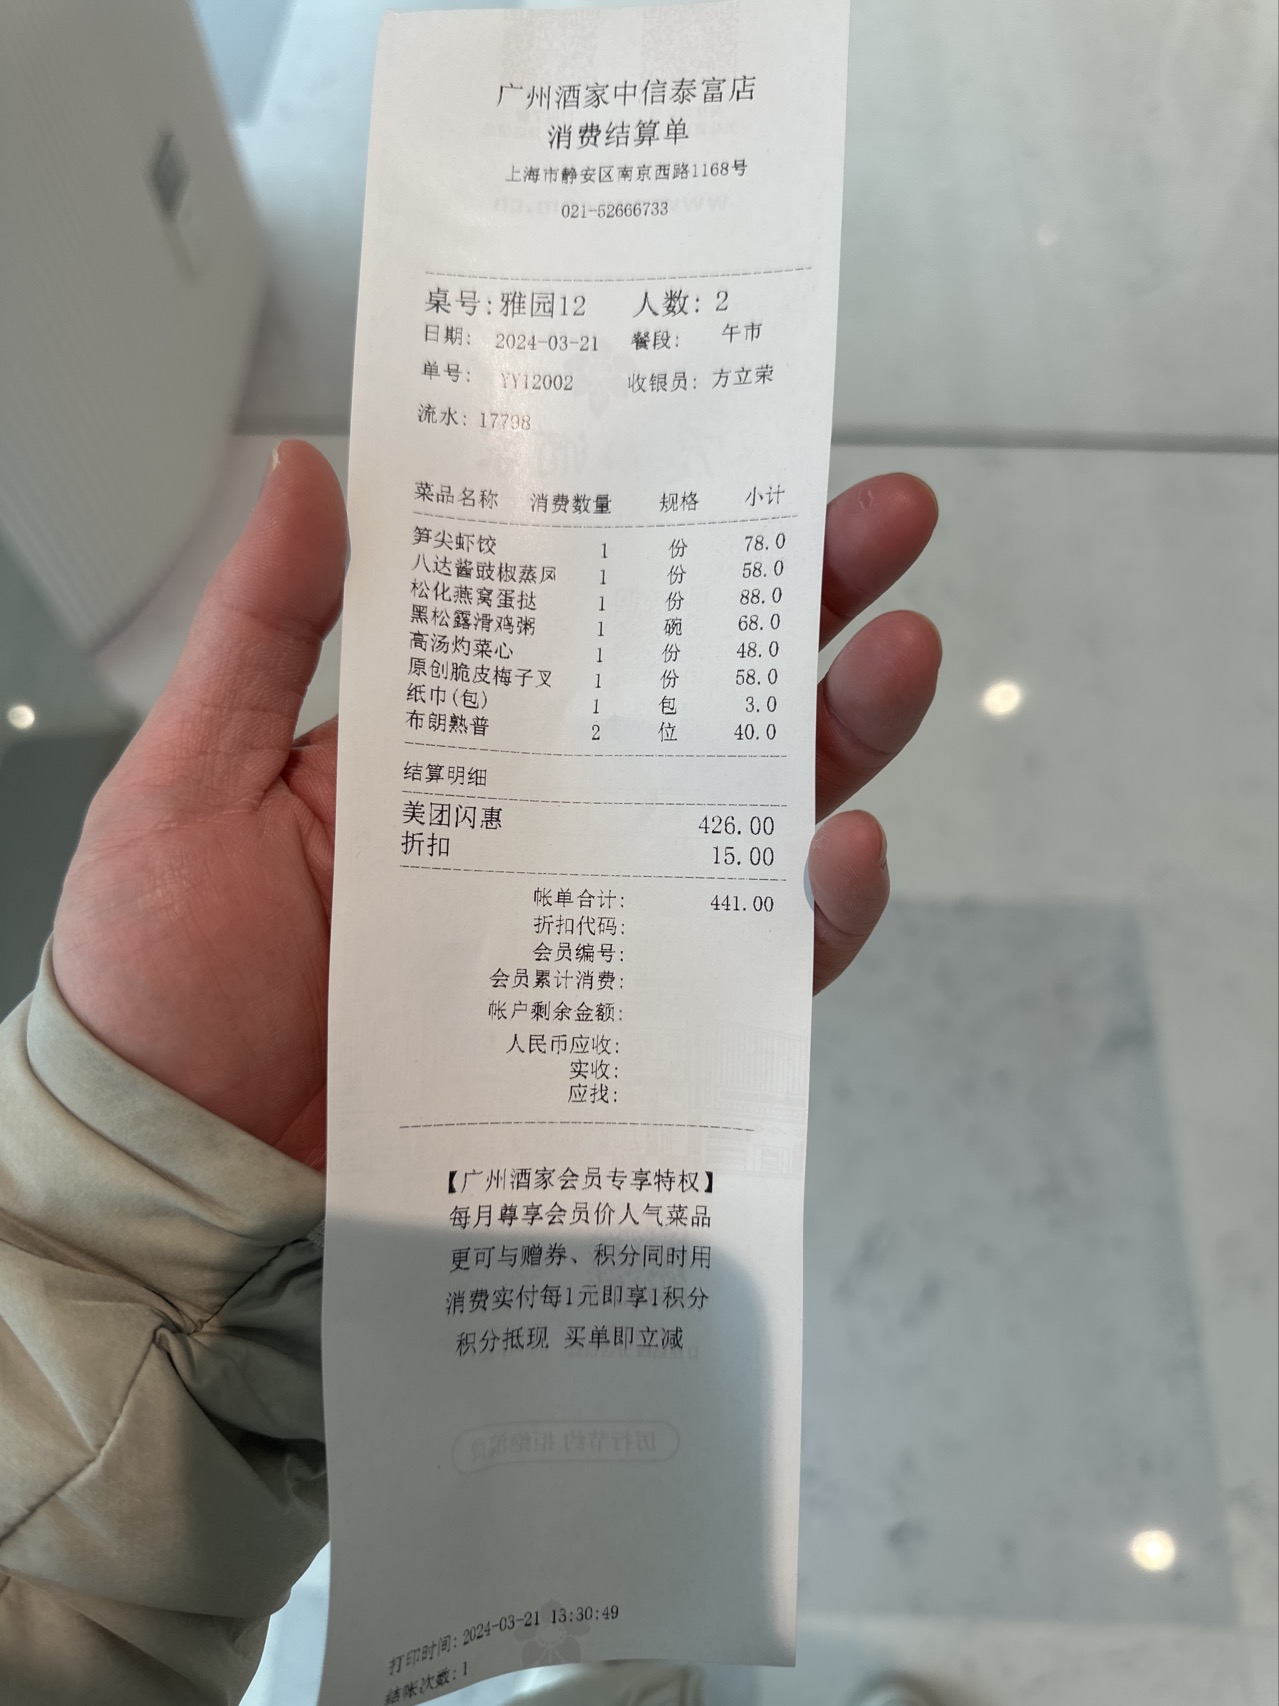 广州酒家中信泰富店
消费结算单
上海市静安区南京西路1168号
021-52666733
桌号:雅园12 人数: 2
日期: 2024-03-21 餐段: 午市
单号: YY12002 收银员: 方立荣
流水: 17798
菜品名称 消费数量 规格 小计
笋尖虾饺 1 份 78.0
八达酱豉椒蒸凤 1 份 58.0
松化燕窝蛋挞 1 份 88.0
黑松露滑鸡粥 1 碗 68.0
高汤灼菜心 1 份 48.0
原创脆皮梅子叉 1 份 58.0
纸巾(包) 1 包 3.0
布朗熟普 2 位 40.0
结算明细
美团闪惠 426.00
折扣 15.00
帐单合计: 441.00
折扣代码:
会员编号:
会员累计消费:
帐户剩余金额:
人民币应收:
实收:
应找:
【广州酒家会员专享特权】
每月尊享会员价人气菜品
更可与赠券、积分同时用
消费实付每1元即享1积分
积分抵现 买单即立减
打印时间: 2024-03-21 13:30:49
结帐次数: 1